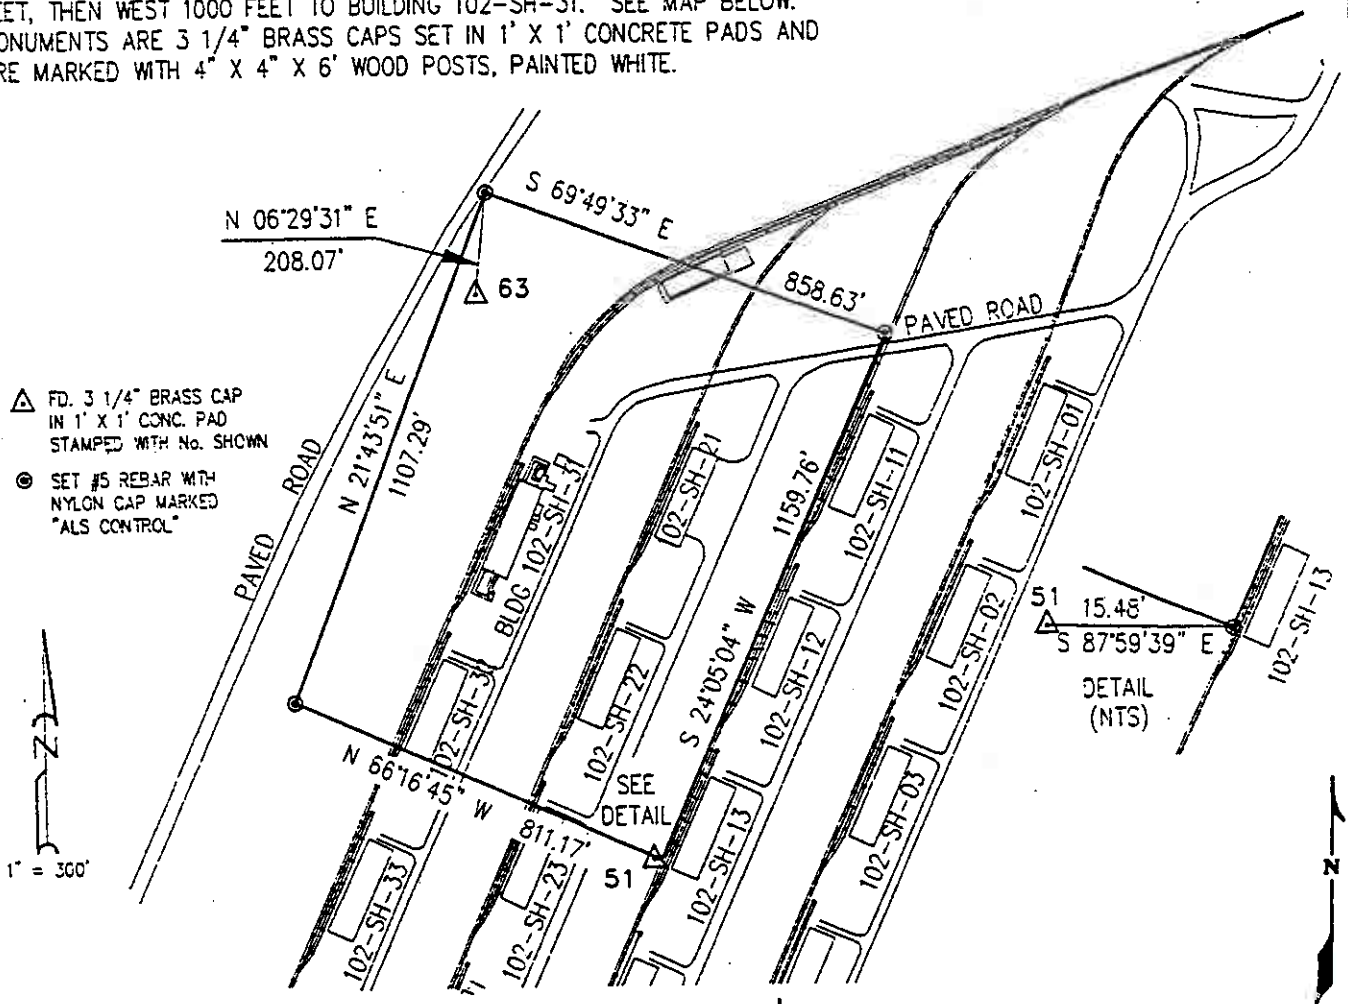 EET, THEN WEST 1000 FEET TO BUILDING 102-SH-31. SEE MAP BELOW.
ONUMENTS ARE 3 1/4" BRASS CAPS SET IN 1' X 1' CONCRETE PADS AND
RE MARKED WITH 4" X 4" X 6' WOOD POSTS, PAINTED WHITE.
N 06°29'31" E
208.07'
S 69°49'33" E
858.63'
63
PAVED ROAD
FD. 3 1/4" BRASS CAP
IN 1' X 1' CONC. PAD
STAMPED WITH No. SHOWN
SET #5 REBAR WITH
NYLON CAP MARKED
"ALS CONTROL"
N 21°43'51" E
1107.29'
PAVED ROAD
BLDG 102-SH-31
102-SH-21
102-SH-11
102-SH-01
1159.76'
S 24°05'04" W
102-SH-32
102-SH-22
102-SH-12
102-SH-02
51
15.48'
S 87°59'39" E
102-SH-13
DETAIL
(NTS)
N 66°16'45" W
811.17'
SEE
DETAIL
51
102-SH-33
102-SH-23
102-SH-13
102-SH-03
N
1" = 300'
N